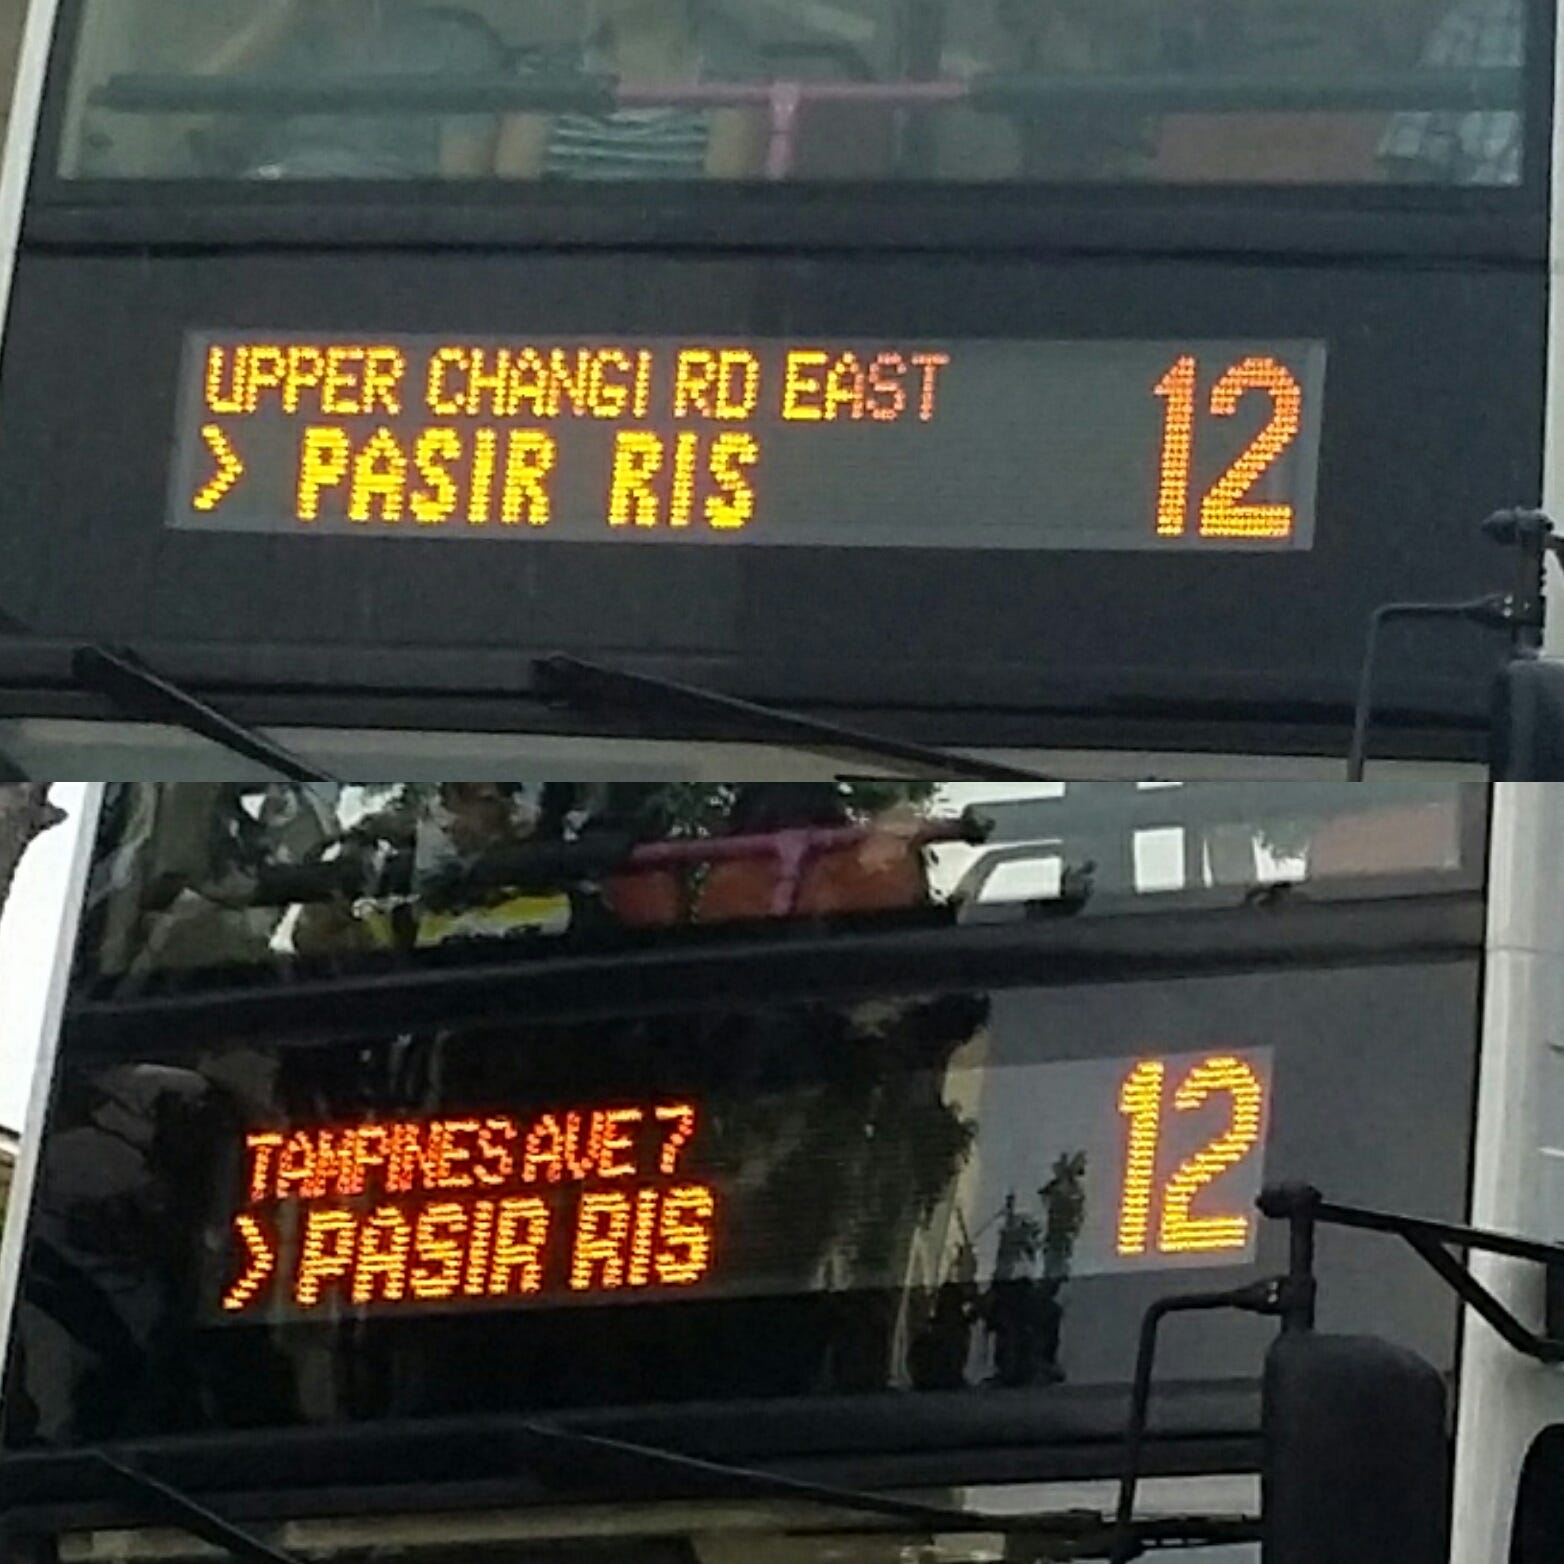 UPPER CHANGI RD EAST
> PASIR RIS
12
TAMPINES AVE 7
> PASIR RIS
12